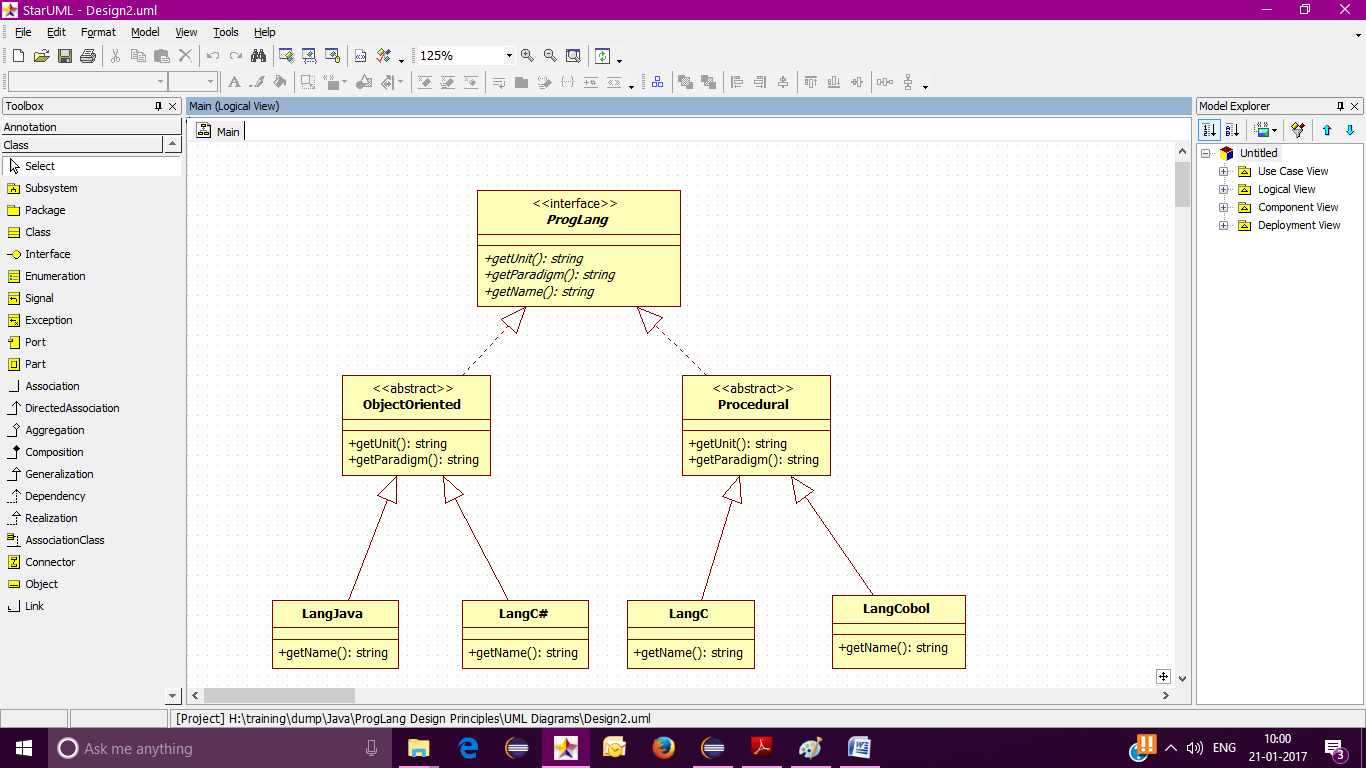 StarUML - Design2.uml
File Edit Format Model View Tools Help
125%
Toolbox
Annotation
Class
Select
Subsystem
Package
Class
Interface
Enumeration
Signal
Exception
Port
Part
Association
DirectedAssociation
Aggregation
Composition
Generalization
Dependency
Realization
AssociationClass
Connector
Object
Link
Main (Logical View)
Main
<<interface>>
ProgLang
+getUnit(): string
+getParadigm(): string
+getName(): string
<<abstract>>
ObjectOriented
+getUnit(): string
+getParadigm(): string
<<abstract>>
Procedural
+getUnit(): string
+getParadigm(): string
LangJava
+getName(): string
LangC#
+getName(): string
LangC
+getName(): string
LangCobol
+getName(): string
Model Explorer
Untitled
Use Case View
Logical View
Component View
Deployment View
[Project] H:\training\dump\Java\ProgLang Design Principles\UML Diagrams\Design2.uml
Ask me anything
ENG
10:00
21-01-2017
3